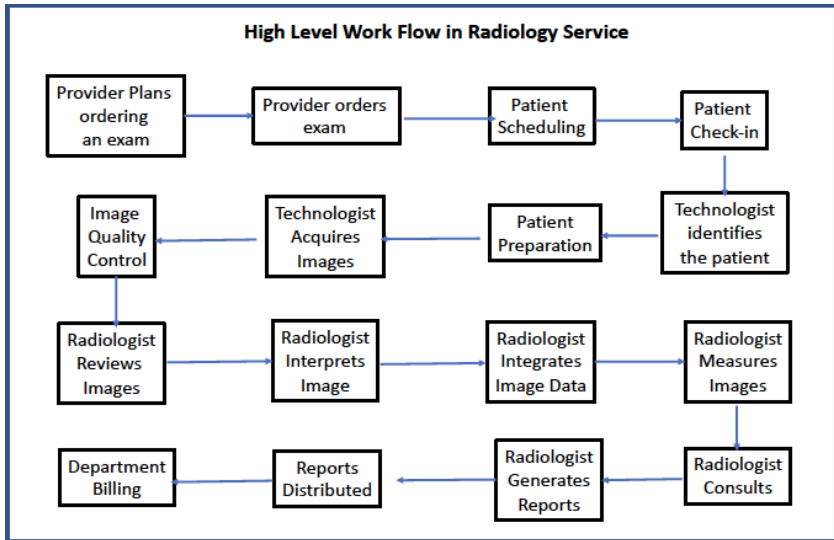 High Level Work Flow in Radiology Service
Provider Plans
ordering
an exam
Provider orders
exam
Patient
Scheduling
Patient
Check-in
Technologist
identifies
the patient
Patient
Preparation
Technologist
Acquires
Images
Image
Quality
Control
Radiologist
Reviews
Images
Radiologist
Interprets
Image
Radiologist
Integrates
Image Data
Radiologist
Measures
Images
Radiologist
Consults
Radiologist
Generates
Reports
Reports
Distributed
Department
Billing